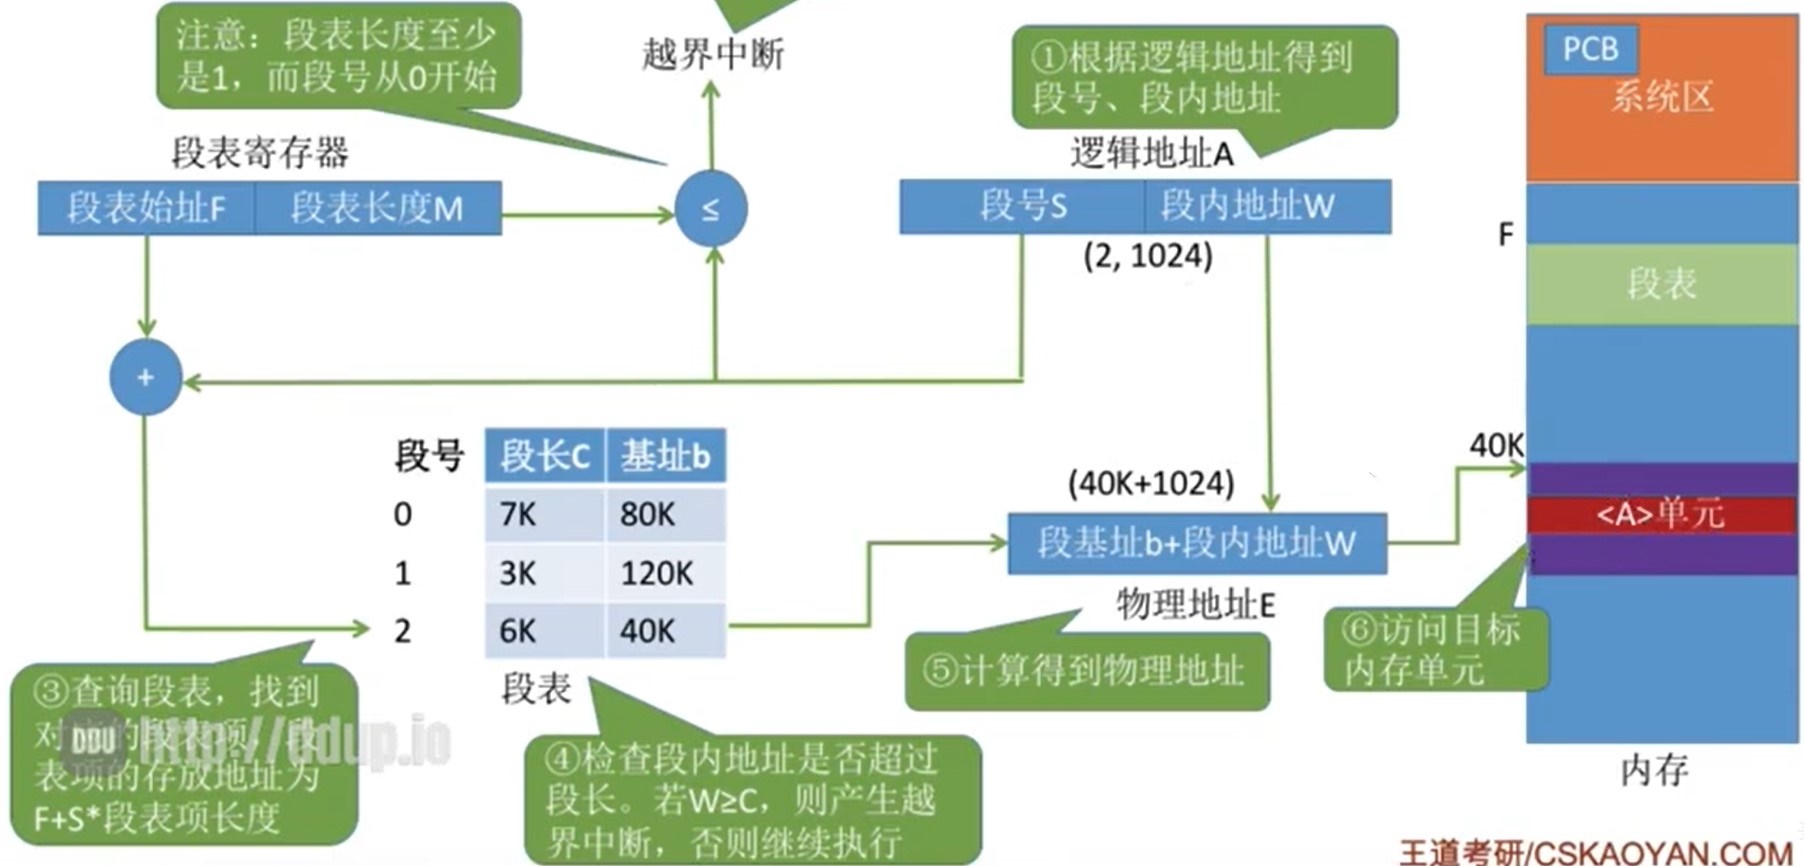 注意：段表长度至少
是1，而段号从0开始
越界中断
①根据逻辑地址得到
段号、段内地址
PCB
系统区
段表寄存器
逻辑地址A
段表始址F 段表长度M
≤
段号S 段内地址W
(2, 1024)
F
段表
+
40K
段号 段长C 基址b
0 7K 80K
1 3K 120K
2 6K 40K
段表
(40K+1024)
段基址b+段内地址W
物理地址E
<A>单元
③查询段表，找到
对的段表项，段
表项的存放地址为
F+S*段表项长度
DDU http://ddup.io
④检查段内地址是否超过
段长。若W≥C，则产生越
界中断，否则继续执行
⑤计算得到物理地址
⑥访问目标
内存单元
内存
王道考研/CSKAOYAN.COM